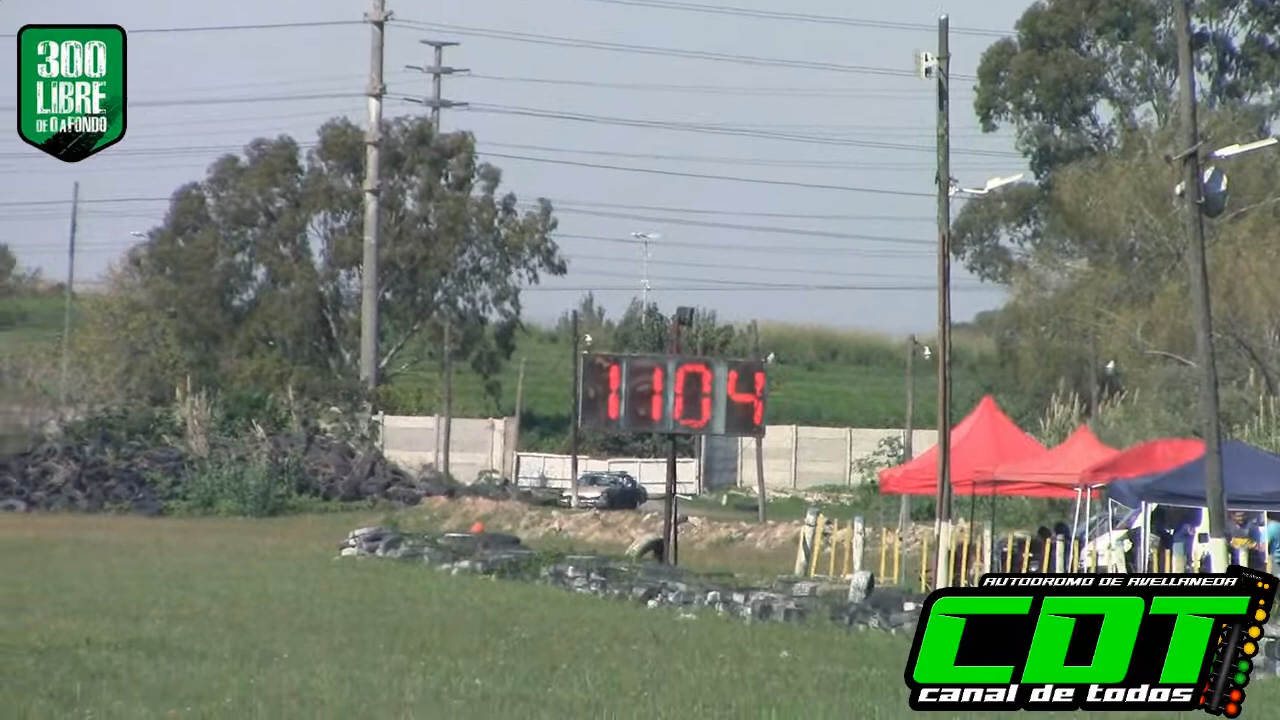 300
LIBRE
DE 0 A FONDO
1104
AUTODROMO DE AVELLANEDA
CDT
canal de todos